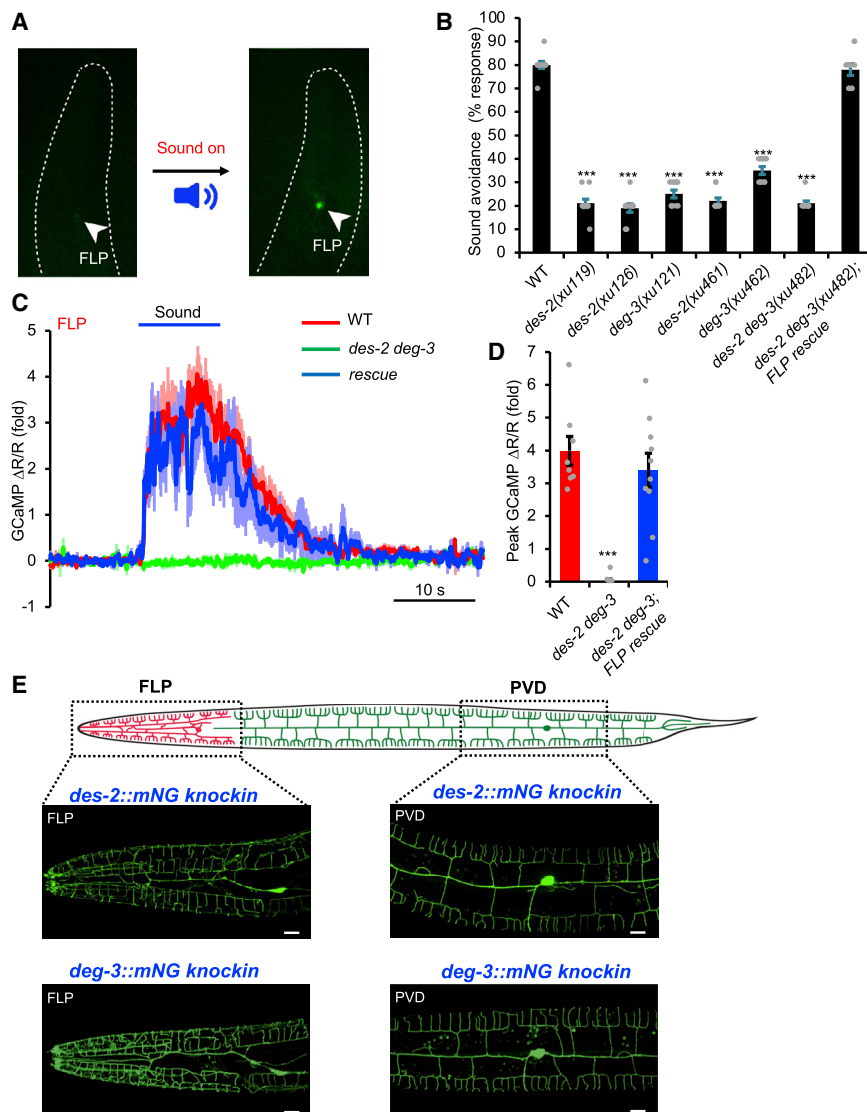 A
Sound on
FLP
FLP
B
Sound avoidance (% response)
100
90
80
70
60
50
40
30
20
10
0
***
***
***
***
***
***
WT
des-2(xu119)
des-2(xu126)
deg-3(xu121)
des-2(xu461)
deg-3(xu462)
des-2 deg-3(xu482)
des-2 deg-3(xu482);
FLP rescue
C
FLP
Sound
WT
des-2 deg-3
rescue
GCaMP ΔR/R (fold)
5
4
3
2
1
0
-1
10 s
D
Peak GCaMP ΔR/R (fold)
7
6
5
4
3
2
1
0
***
WT
des-2 deg-3
des-2 deg-3;
FLP rescue
E
FLP
PVD
des-2::mNG knockin
des-2::mNG knockin
FLP
PVD
deg-3::mNG knockin
deg-3::mNG knockin
FLP
PVD